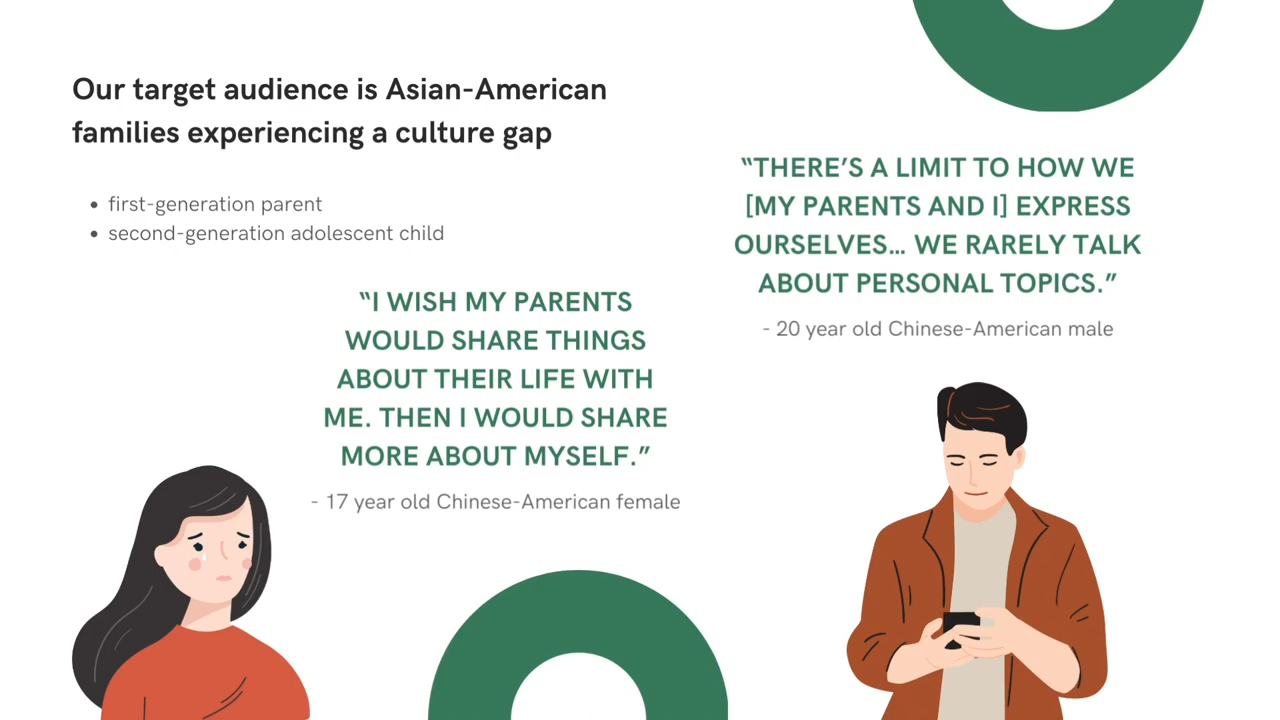 Our target audience is Asian-American
families experiencing a culture gap
• first-generation parent
• second-generation adolescent child
“I WISH MY PARENTS
WOULD SHARE THINGS
ABOUT THEIR LIFE WITH
ME. THEN I WOULD SHARE
MORE ABOUT MYSELF.”
- 17 year old Chinese-American female
“THERE’S A LIMIT TO HOW WE
[MY PARENTS AND I] EXPRESS
OURSELVES... WE RARELY TALK
ABOUT PERSONAL TOPICS.”
- 20 year old Chinese-American male